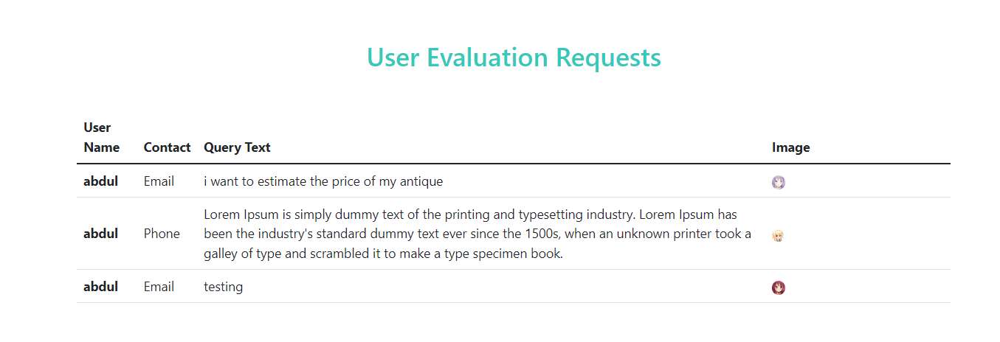 User Evaluation Requests
User
Name Contact Query Text Image
abdul Email i want to estimate the price of my antique
Lorem Ipsum is simply dummy text of the printing and typesetting industry. Lorem Ipsum has
abdul Phone been the industry's standard dummy text ever since the 1500s, when an unknown printer took a
galley of type and scrambled it to make a type specimen book.
abdul Email testing